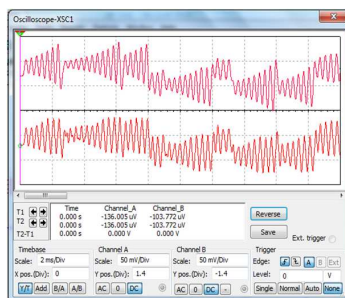 Oscilloscope-XSC1
Time Channel_A Channel_B
T1 0.000 s -136.005 uV -103.772 uV
T2 0.000 s -136.005 uV -103.772 uV
T2-T1 0.000 s 0.000 V 0.000 V
Reverse
Save
Ext. trigger
Timebase
Scale: 2 ms/Div
X pos.(Div): 0
Y/T Add B/A A/B
Channel A
Scale: 50 mV/Div
Y pos.(Div): 1.4
AC 0 DC
Channel B
Scale: 50 mV/Div
Y pos.(Div): -1.4
AC 0 DC -
Trigger
Edge: A B Ext
Level: 0 V
Single Normal Auto None